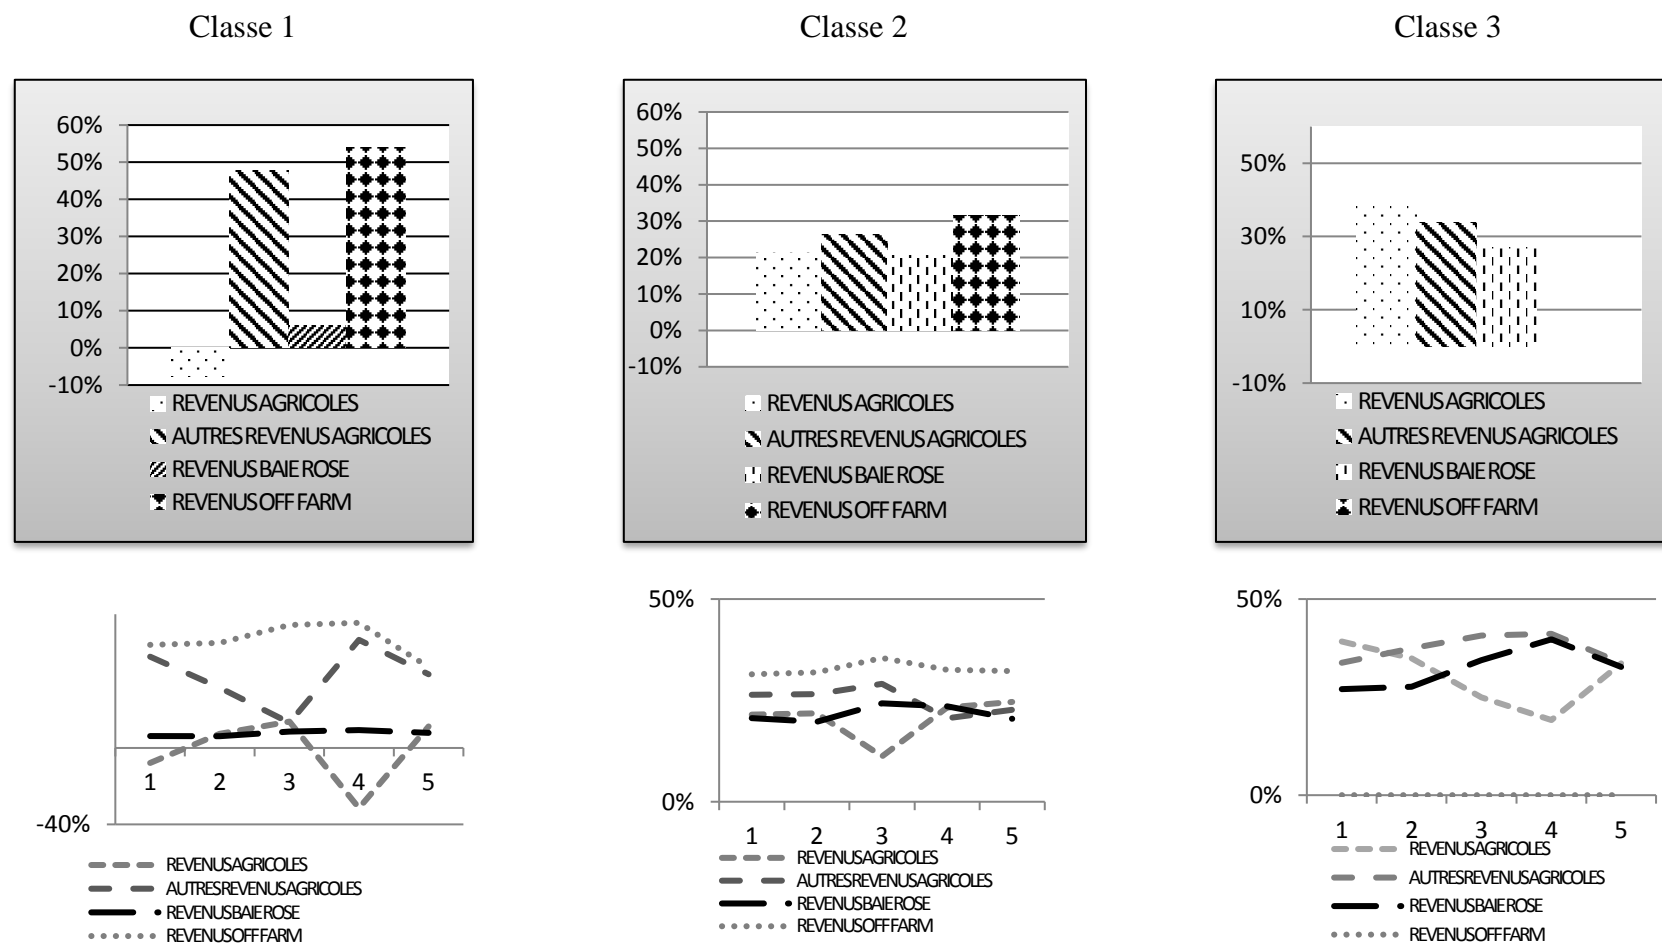 Classe 1
Classe 2
Classe 3
60%
50%
40%
30%
20%
10%
0%
-10%
REVENUS AGRICOLES
AUTRES REVENUS AGRICOLES
REVENUS BAIE ROSE
REVENUS OFF FARM
60%
50%
40%
30%
20%
10%
0%
-10%
REVENUS AGRICOLES
AUTRES REVENUS AGRICOLES
REVENUS BAIE ROSE
REVENUS OFF FARM
50%
30%
10%
-10%
REVENUS AGRICOLES
AUTRES REVENUS AGRICOLES
REVENUS BAIE ROSE
REVENUS OFF FARM
1 2 3 4 5
-40%
REVENUS AGRICOLES
AUTRES REVENUS AGRICOLES
REVENUS BAIE ROSE
REVENUS OFF FARM
50%
0%
1 2 3 4 5
REVENUS AGRICOLES
AUTRES REVENUS AGRICOLES
REVENUS BAIE ROSE
REVENUS OFF FARM
50%
0%
1 2 3 4 5
REVENUS AGRICOLES
AUTRES REVENUS AGRICOLES
REVENUS BAIE ROSE
REVENUS OFF FARM